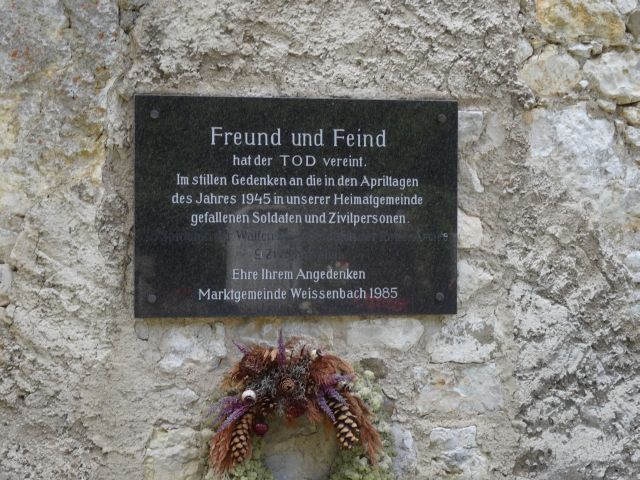 Freund und Feind
hat der TOD vereint.
Im stillen Gedenken an die in den Apriltagen
des Jahres 1945 in unserer Heimatgemeinde
gefallenen Soldaten und Zivilpersonen.
Waffen
Ehre Ihrem Angedenken
Marktgemeinde Weissenbach 1985